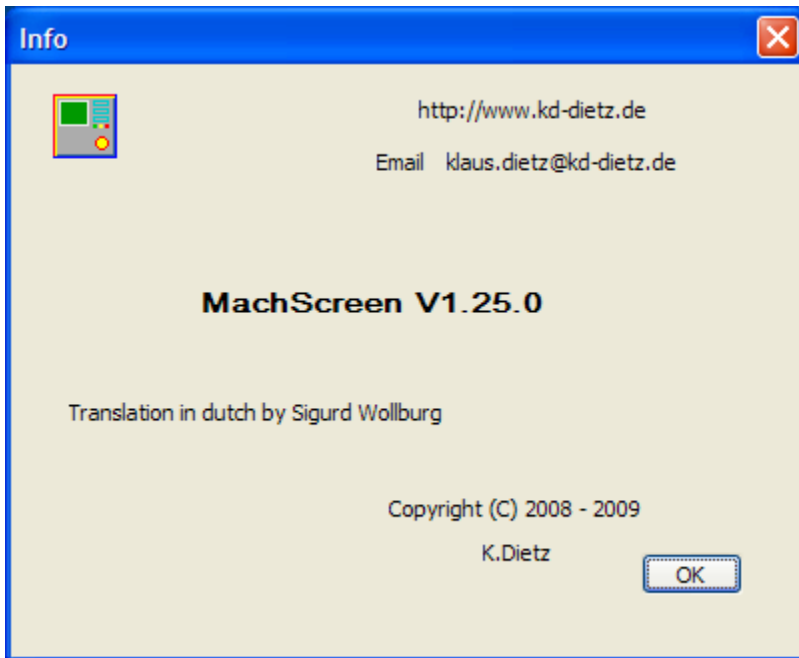 Info
http://www.kd-dietz.de
Email klaus.dietz@kd-dietz.de
MachScreen V1.25.0
Translation in dutch by Sigurd Wollburg
Copyright (C) 2008 - 2009
K.Dietz
OK